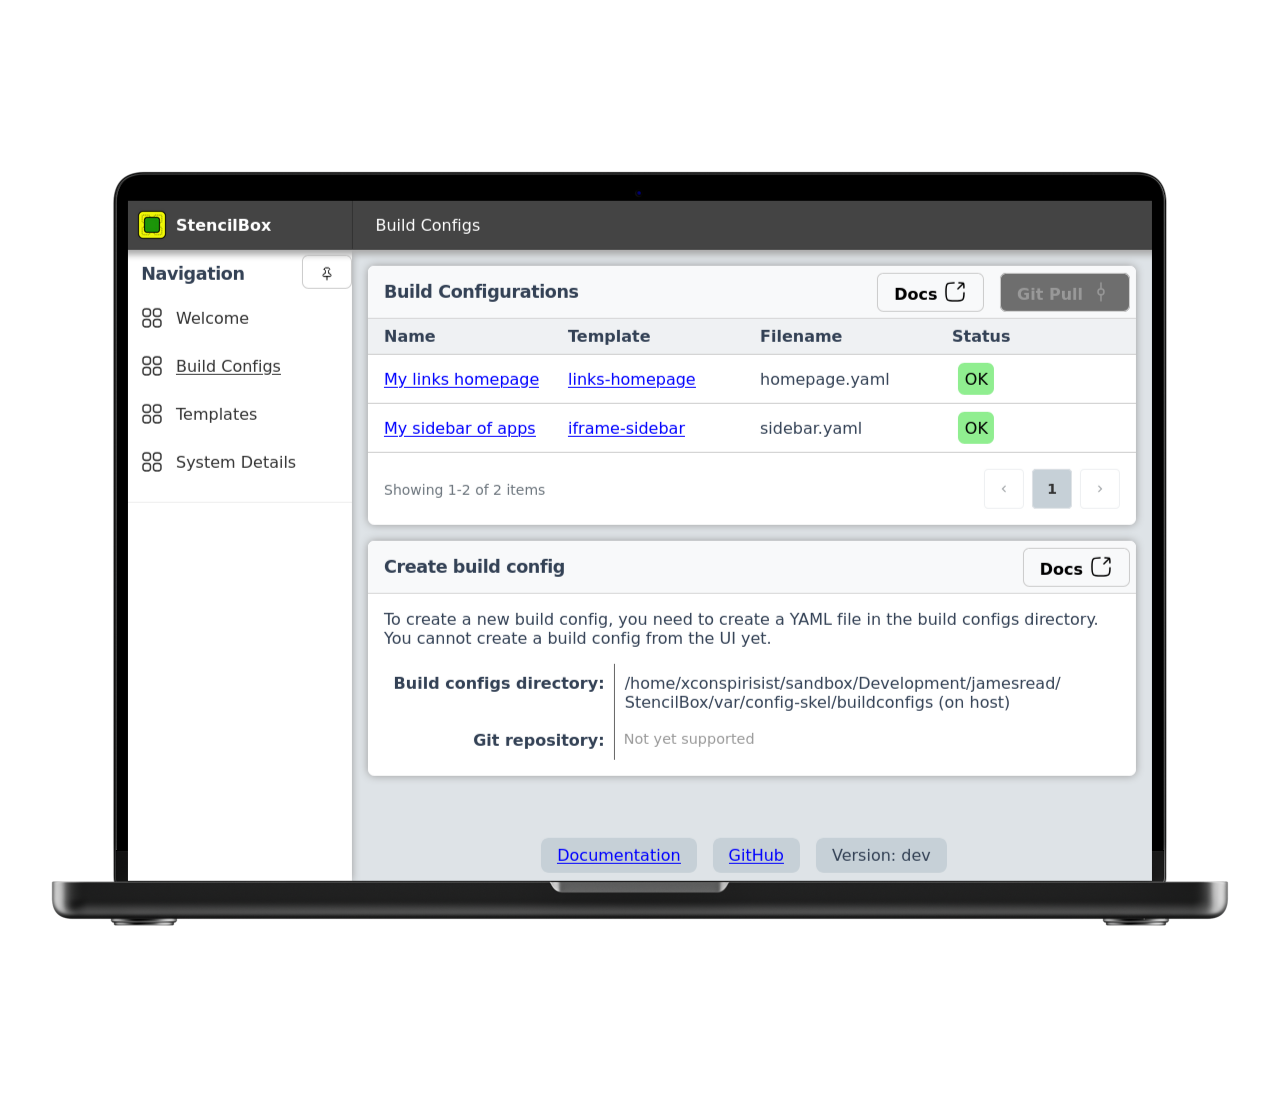 StencilBox
Build Configs
Navigation
Welcome
Build Configs
Templates
System Details
Build Configurations
Docs
Git Pull
Name Template Filename Status
My links homepage links-homepage homepage.yaml OK
My sidebar of apps iframe-sidebar sidebar.yaml OK
Showing 1-2 of 2 items
‹ 1 ›
Create build config
Docs
To create a new build config, you need to create a YAML file in the build configs directory.
You cannot create a build config from the UI yet.
Build configs directory: /home/xconspirisist/sandbox/Development/jamesread/
StencilBox/var/config-skel/buildconfigs (on host)
Git repository: Not yet supported
Documentation GitHub Version: dev